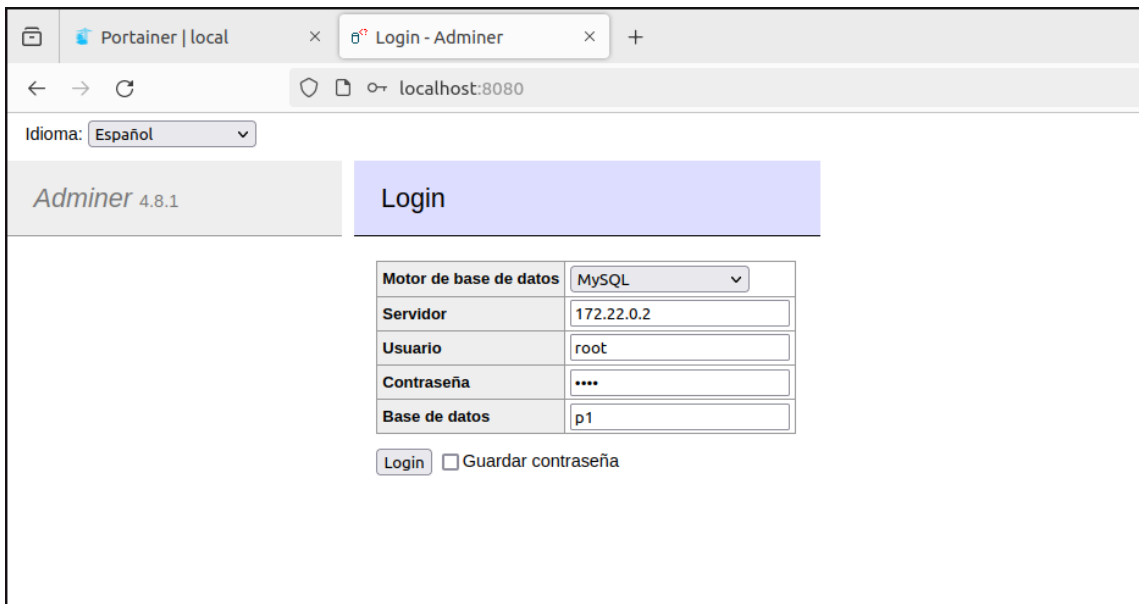 Portainer | local
Login - Adminer
localhost:8080
Idioma: Español
Adminer 4.8.1
Login
Motor de base de datos MySQL
Servidor 172.22.0.2
Usuario root
Contraseña ••••
Base de datos p1
Login Guardar contraseña